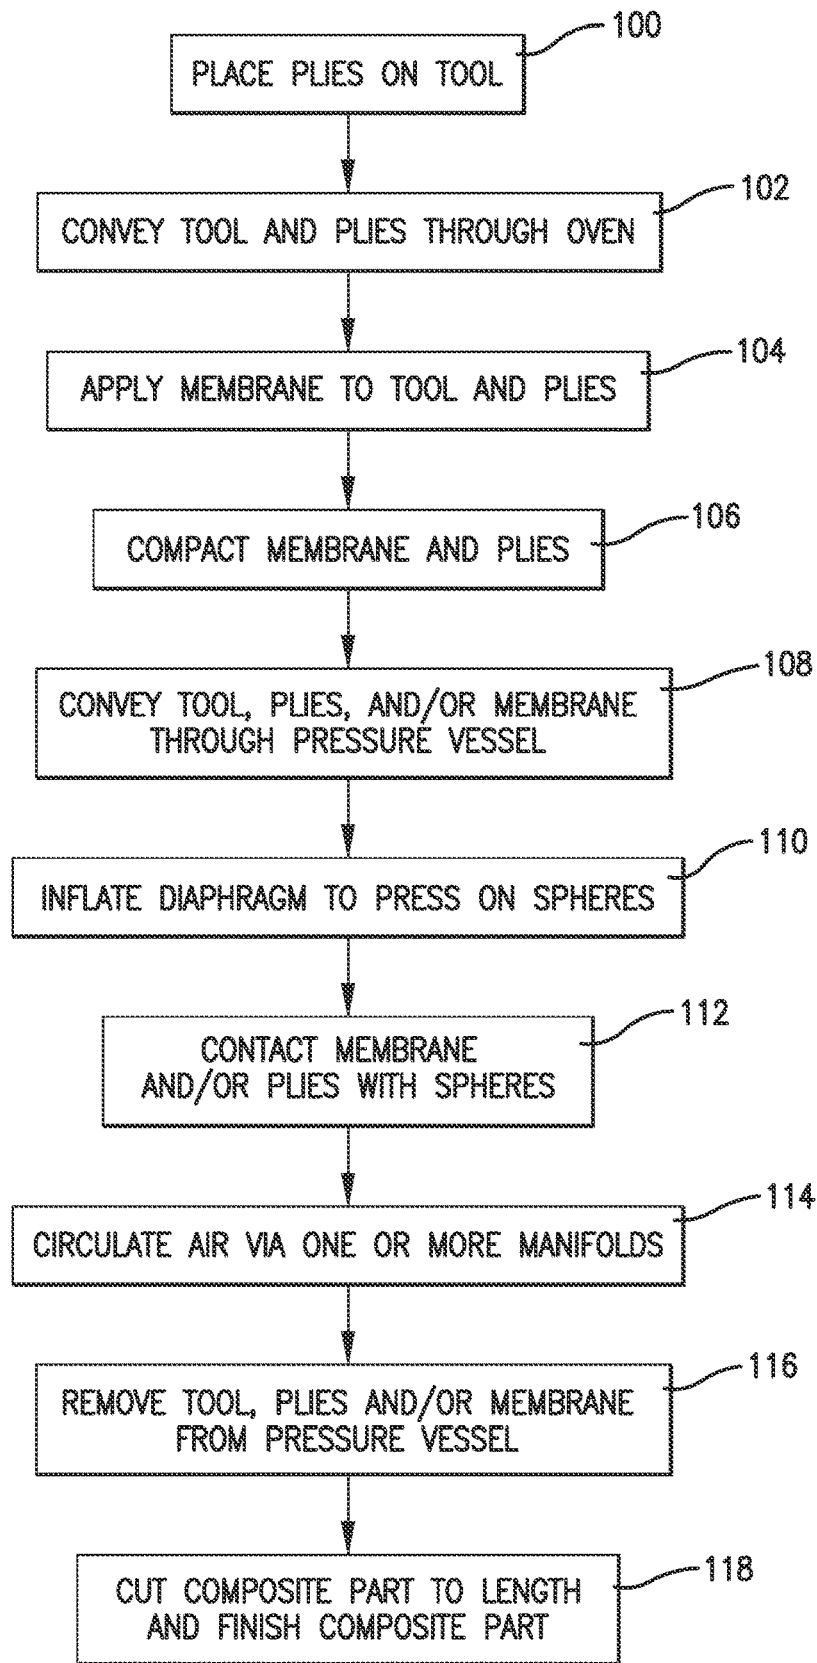 100
PLACE PLIES ON TOOL
102
CONVEY TOOL AND PLIES THROUGH OVEN
104
APPLY MEMBRANE TO TOOL AND PLIES
106
COMPACT MEMBRANE AND PLIES
108
CONVEY TOOL, PLIES, AND/OR MEMBRANE
THROUGH PRESSURE VESSEL
110
INFLATE DIAPHRAGM TO PRESS ON SPHERES
112
CONTACT MEMBRANE
AND/OR PLIES WITH SPHERES
114
CIRCULATE AIR VIA ONE OR MORE MANIFOLDS
116
REMOVE TOOL, PLIES AND/OR MEMBRANE
FROM PRESSURE VESSEL
118
CUT COMPOSITE PART TO LENGTH
AND FINISH COMPOSITE PART